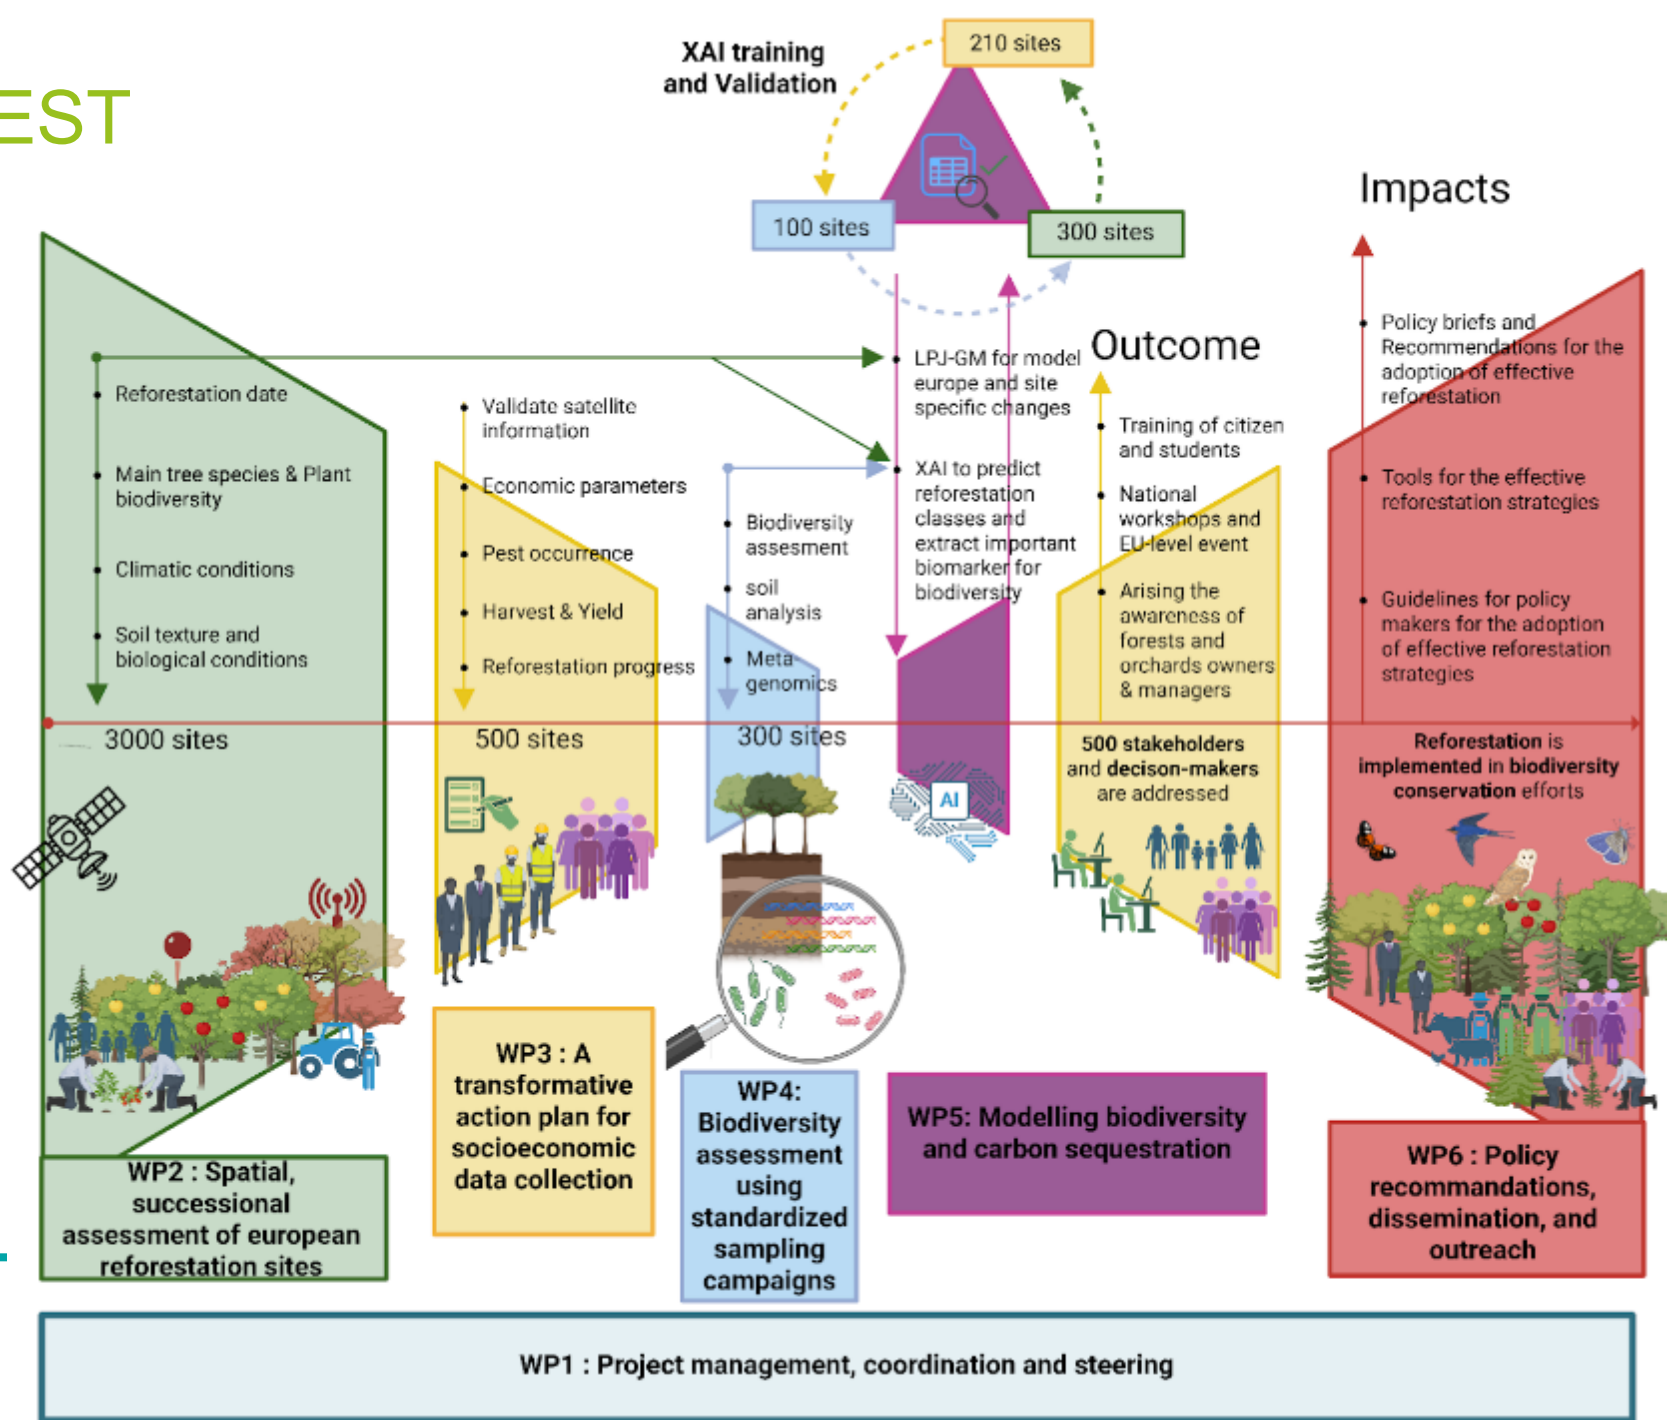 EST
XAI training
and Validation
210 sites
100 sites
300 sites
Reforestation date
Main tree species & Plant
biodiversity
Climatic conditions
Soil texture and
biological conditions
3000 sites
Validate satellite
information
Economic parameters
Pest occurrence
Harvest & Yield
Reforestation progress
500 sites
Biodiversity
assesment
soil
analysis
Meta-
genomics
300 sites
LPJ-GM for model
europe and site
specific changes
XAI to predict
reforestation
classes and
extract important
biomarker for
biodiversity
AI
Outcome
Training of citizen
and students
National
workshops and
EU-level event
Arising the
awareness of
forests and
orchards owners
& managers
500 stakeholders
and decison-makers
are addressed
Impacts
Policy briefs and
Recommendations for the
adoption of effective
reforestation
Tools for the effective
reforestation strategies
Guidelines for policy
makers for the adoption
of effective reforestation
strategies
Reforestation is
implemented in biodiversity
conservation efforts
WP2 : Spatial,
successional
assessment of european
reforestation sites
WP3 : A
transformative
action plan for
socioeconomic
data collection
WP4:
Biodiversity
assessment
using
standardized
sampling
campaigns
WP5: Modelling biodiversity
and carbon sequestration
WP6 : Policy
recommandations,
dissemination, and
outreach
WP1 : Project management, coordination and steering